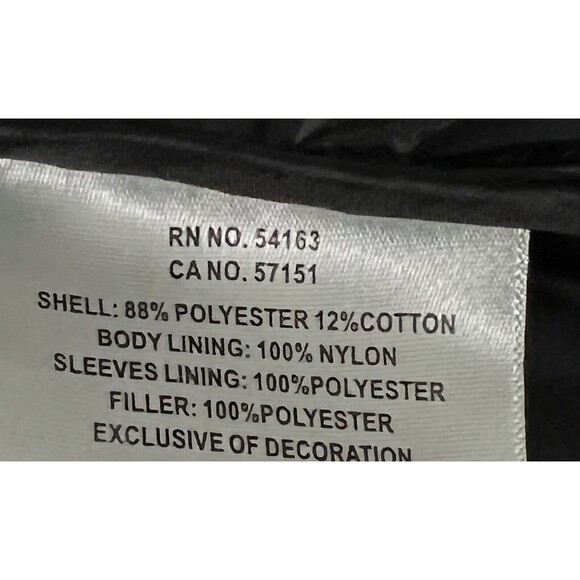 RN NO. 54163
CA NO. 57151
SHELL: 88% POLYESTER 12%COTTON
BODY LINING: 100% NYLON
SLEEVES LINING: 100%POLYESTER
FILLER: 100%POLYESTER
EXCLUSIVE OF DECORATION